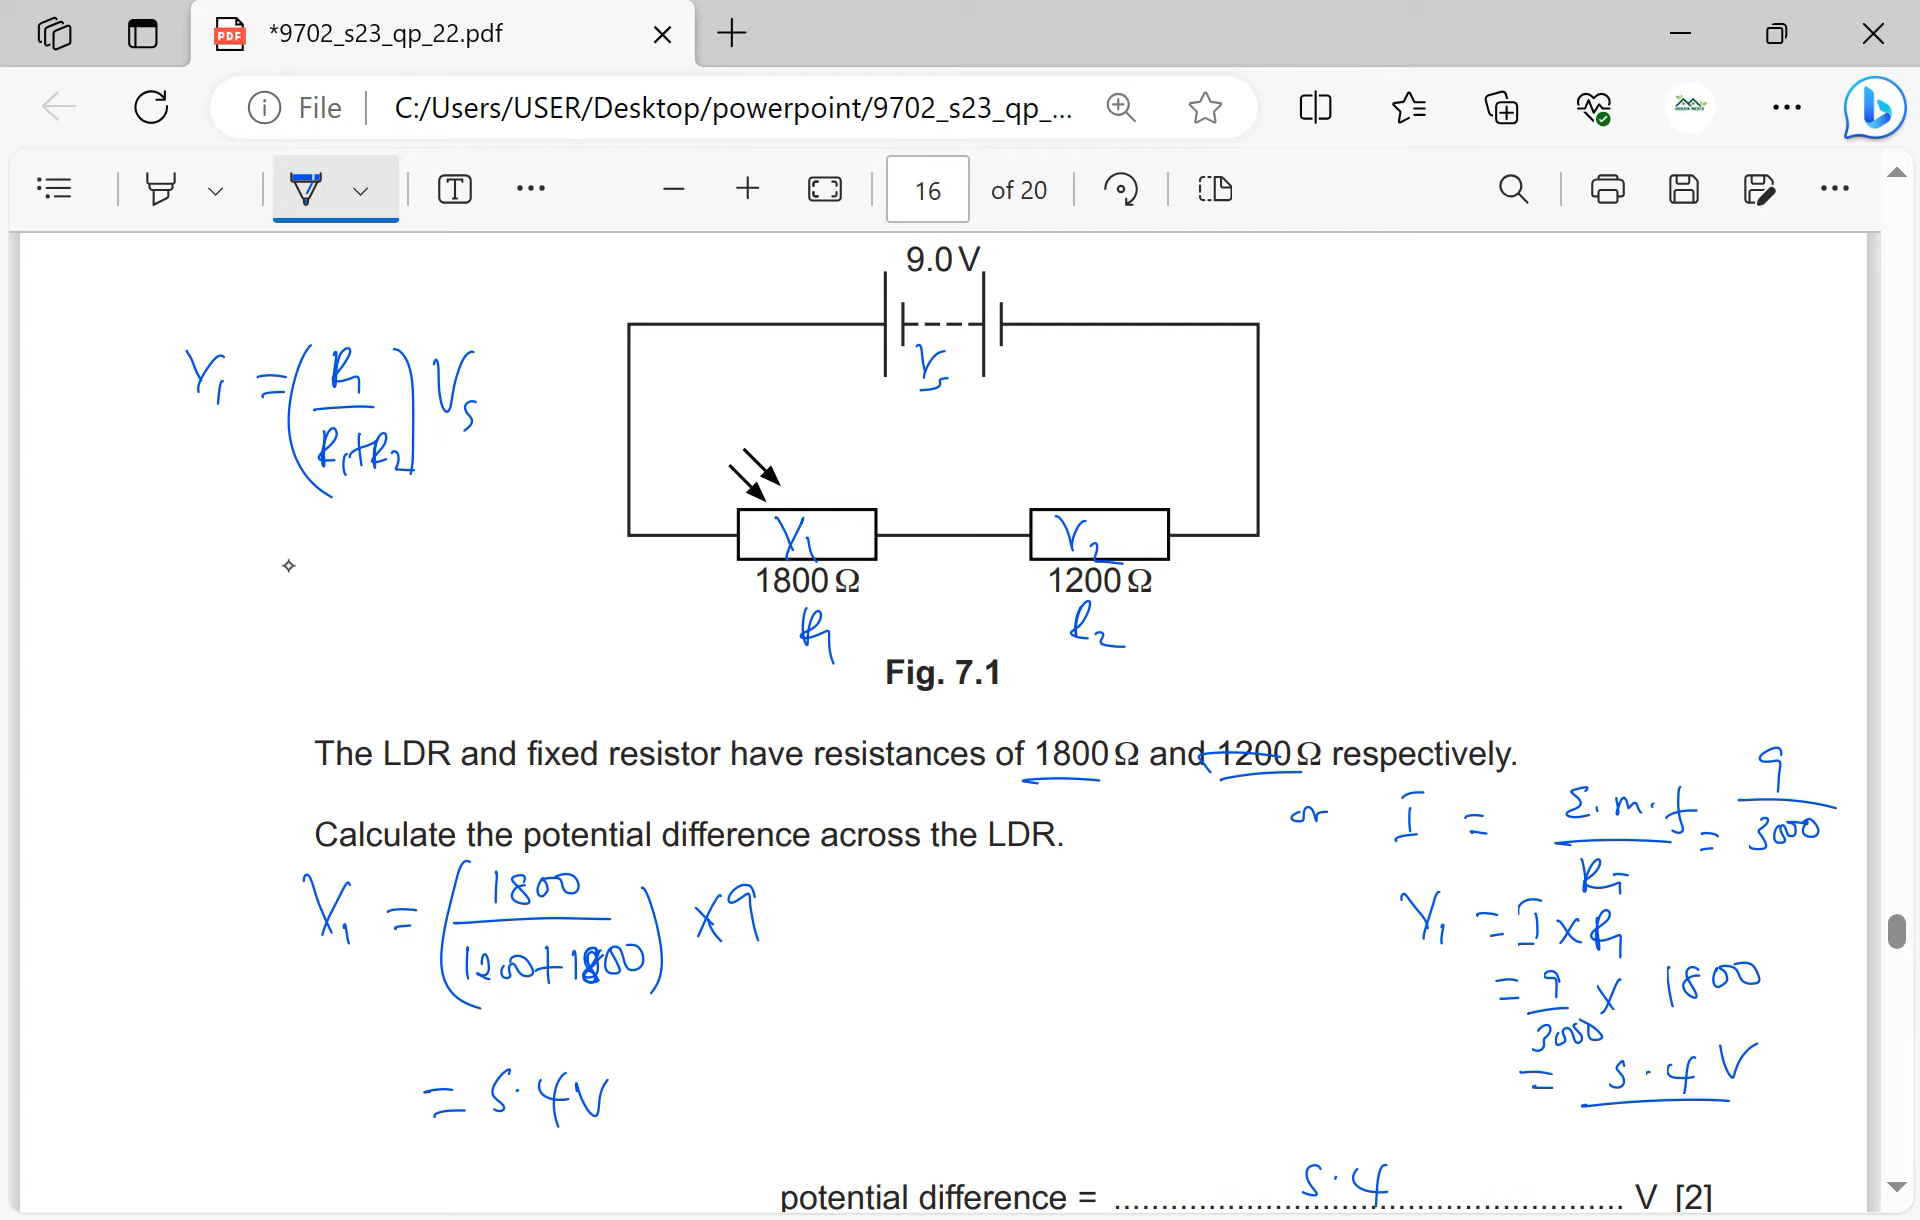 *9702_s23_qp_22.pdf
File C:/Users/USER/Desktop/powerpoint/9702_s23_qp_...
16 of 20
9.0 V
Vs
V₁ = (R₁ / (R₁+R₂)) Vs
V₁ V₂
1800 Ω 1200 Ω
R₁ R₂
Fig. 7.1
The LDR and fixed resistor have resistances of 1800 Ω and 1200 Ω respectively.
or I = E.m.f / R_T = 9 / 3000
Calculate the potential difference across the LDR.
V₁ = (1800 / (1200+1800)) × 9
= 5.4V
V₁ = I × R₁
= 9/3000 × 1800
= 5.4 V
potential difference = ...... 5.4 ...... V [2]